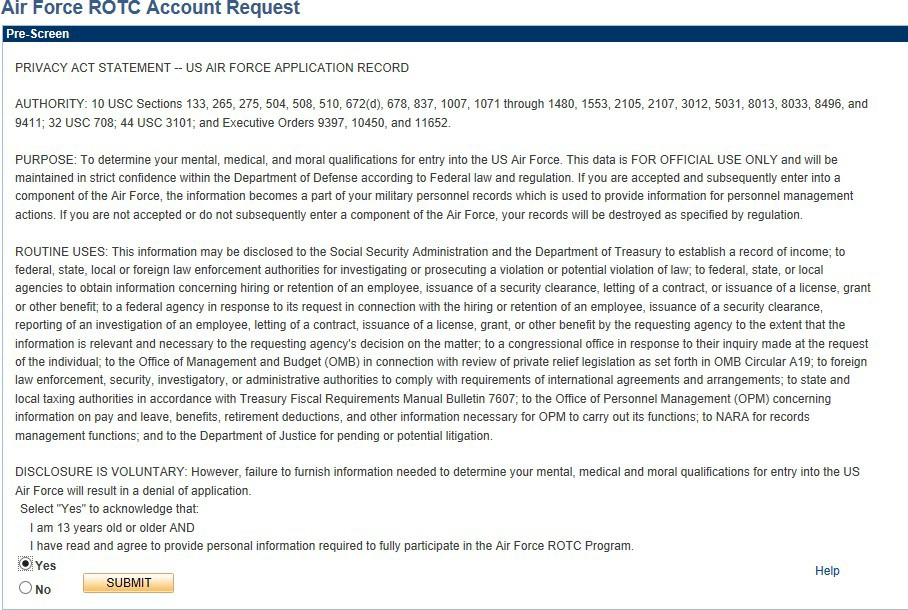 Air Force ROTC Account Request
Pre-Screen
PRIVACY ACT STATEMENT -- US AIR FORCE APPLICATION RECORD
AUTHORITY: 10 USC Sections 133, 265, 275, 504, 508, 510, 672(d), 678, 837, 1007, 1071 through 1480, 1553, 2105, 2107, 3012, 5031, 8013, 8033, 8496, and
9411; 32 USC 708; 44 USC 3101; and Executive Orders 9397, 10450, and 11652.
PURPOSE: To determine your mental, medical, and moral qualifications for entry into the US Air Force. This data is FOR OFFICIAL USE ONLY and will be
maintained in strict confidence within the Department of Defense according to Federal law and regulation. If you are accepted and subsequently enter into a
component of the Air Force, the information becomes a part of your military personnel records which is used to provide information for personnel management
actions. If you are not accepted or do not subsequently enter a component of the Air Force, your records will be destroyed as specified by regulation.
ROUTINE USES: This information may be disclosed to the Social Security Administration and the Department of Treasury to establish a record of income; to
federal, state, local or foreign law enforcement authorities for investigating or prosecuting a violation or potential violation of law; to federal, state, or local
agencies to obtain information concerning hiring or retention of an employee, issuance of a security clearance, letting of a contract, or issuance of a license, grant
or other benefit; to a federal agency in response to its request in connection with the hiring or retention of an employee, issuance of a security clearance,
reporting of an investigation of an employee, letting of a contract, issuance of a license, grant, or other benefit by the requesting agency to the extent that the
information is relevant and necessary to the requesting agency's decision on the matter; to a congressional office in response to their inquiry made at the request
of the individual; to the Office of Management and Budget (OMB) in connection with review of private relief legislation as set forth in OMB Circular A19; to foreign
law enforcement, security, investigatory, or administrative authorities to comply with requirements of international agreements and arrangements; to state and
local taxing authorities in accordance with Treasury Fiscal Requirements Manual Bulletin 7607; to the Office of Personnel Management (OPM) concerning
information on pay and leave, benefits, retirement deductions, and other information necessary for OPM to carry out its functions; to NARA for records
management functions; and to the Department of Justice for pending or potential litigation.
DISCLOSURE IS VOLUNTARY: However, failure to furnish information needed to determine your mental, medical and moral qualifications for entry into the US
Air Force will result in a denial of application.
Select "Yes" to acknowledge that:
I am 13 years old or older AND
I have read and agree to provide personal information required to fully participate in the Air Force ROTC Program.
Yes
No
SUBMIT
Help